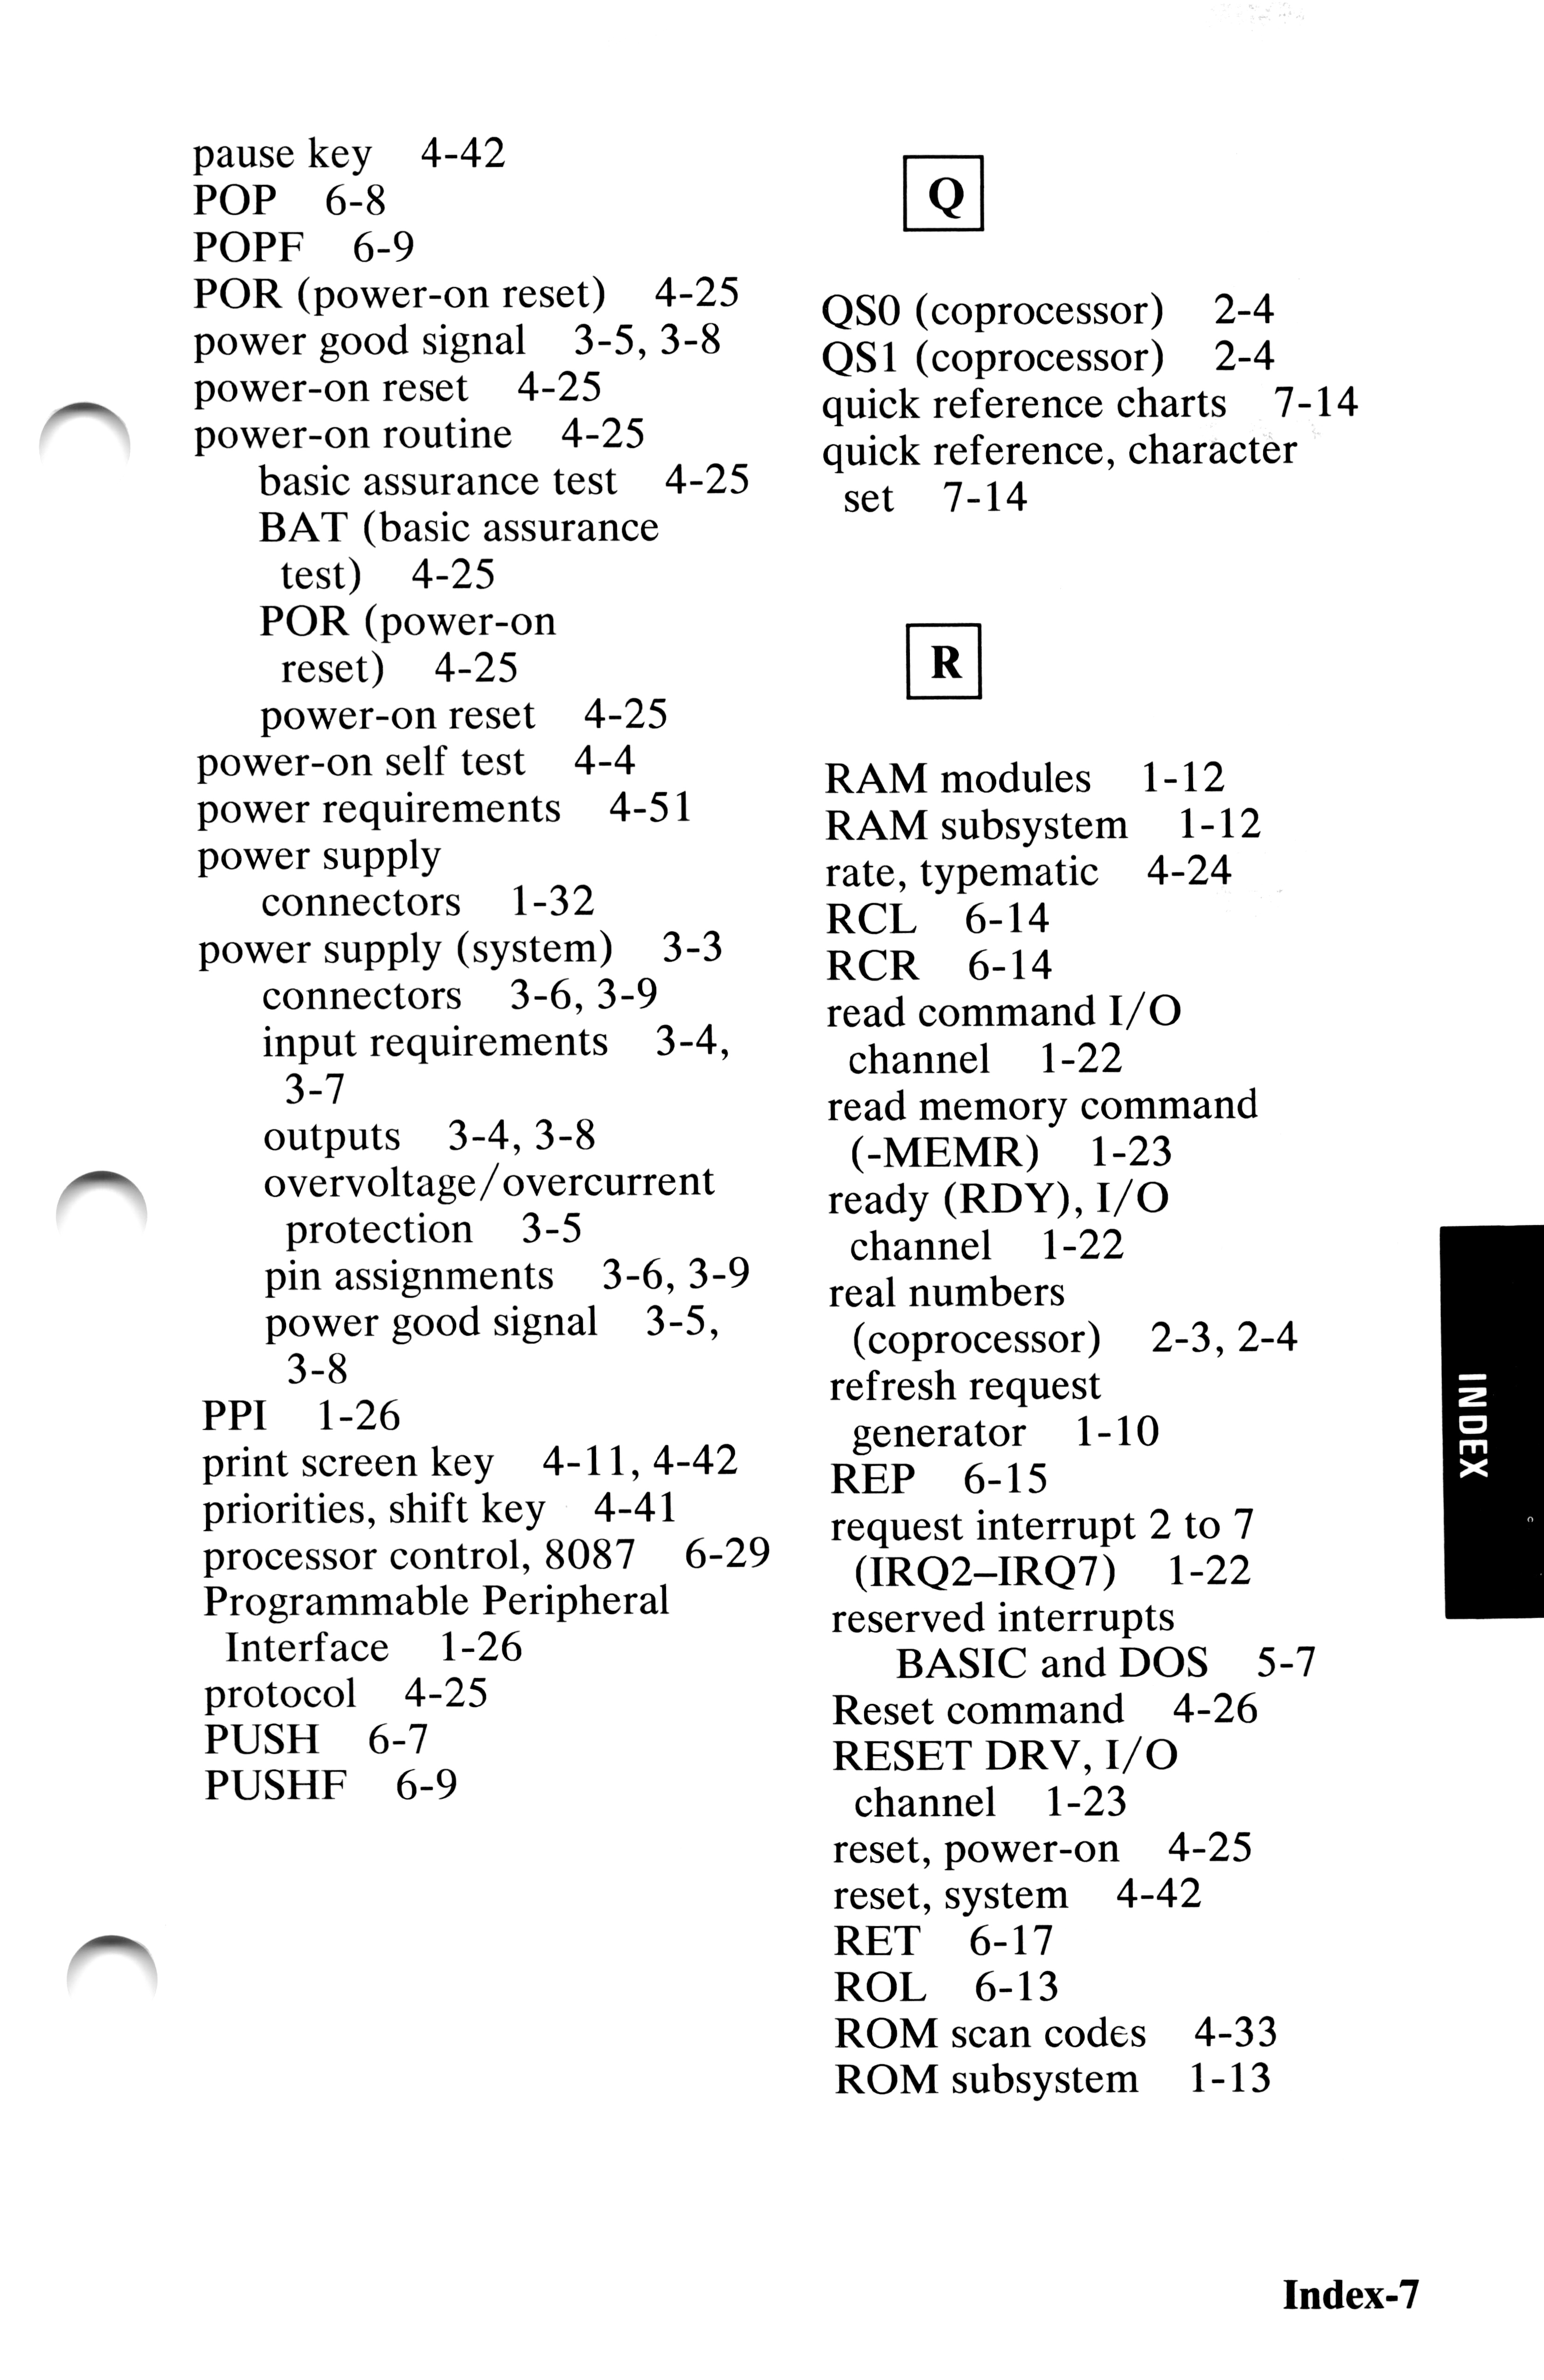 pause key 4-42
POP 6-8
POPF 6-9
POR (power-on reset) 4-25
power good signal 3-5, 3-8
power-on reset 4-25
power-on routine 4-25
basic assurance test 4-25
BAT (basic assurance
test) 4-25
POR (power-on
reset) 4-25
power-on reset 4-25
power-on self test 4-4
power requirements 4-51
power supply
connectors 1-32
power supply (system) 3-3
connectors 3-6, 3-9
input requirements 3-4,
3-7
outputs 3-4, 3-8
overvoltage/overcurrent
protection 3-5
pin assignments 3-6, 3-9
power good signal 3-5,
3-8
PPI 1-26
print screen key 4-11, 4-42
priorities, shift key 4-41
processor control, 8087 6-29
Programmable Peripheral
Interface 1-26
protocol 4-25
PUSH 6-7
PUSHF 6-9
Q
QS0 (coprocessor) 2-4
QS1 (coprocessor) 2-4
quick reference charts 7-14
quick reference, character
set 7-14
R
RAM modules 1-12
RAM subsystem 1-12
rate, typematic 4-24
RCL 6-14
RCR 6-14
read command I/O
channel 1-22
read memory command
(-MEMR) 1-23
ready (RDY), I/O
channel 1-22
real numbers
(coprocessor) 2-3, 2-4
refresh request
generator 1-10
REP 6-15
request interrupt 2 to 7
(IRQ2–IRQ7) 1-22
reserved interrupts
BASIC and DOS 5-7
Reset command 4-26
RESET DRV, I/O
channel 1-23
reset, power-on 4-25
reset, system 4-42
RET 6-17
ROL 6-13
ROM scan codes 4-33
ROM subsystem 1-13
INDEX
Index-7